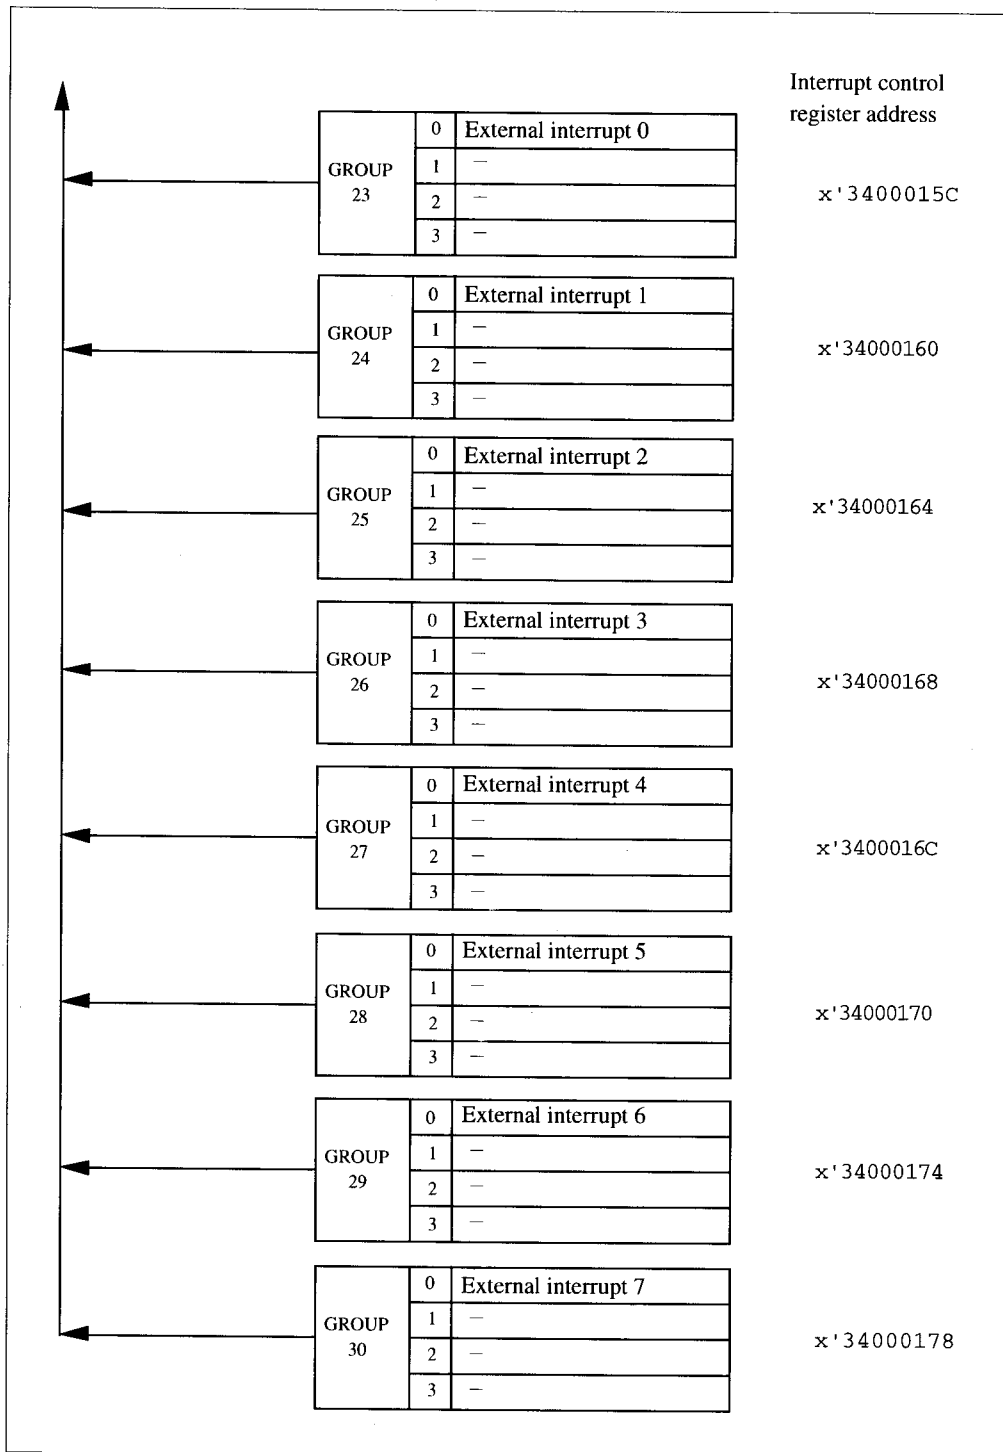 Interrupt control
register address
GROUP
23
0 External interrupt 0
1 —
2 —
3 —
x'3400015C
GROUP
24
0 External interrupt 1
1 —
2 —
3 —
x'34000160
GROUP
25
0 External interrupt 2
1 —
2 —
3 —
x'34000164
GROUP
26
0 External interrupt 3
1 —
2 —
3 —
x'34000168
GROUP
27
0 External interrupt 4
1 —
2 —
3 —
x'3400016C
GROUP
28
0 External interrupt 5
1 —
2 —
3 —
x'34000170
GROUP
29
0 External interrupt 6
1 —
2 —
3 —
x'34000174
GROUP
30
0 External interrupt 7
1 —
2 —
3 —
x'34000178